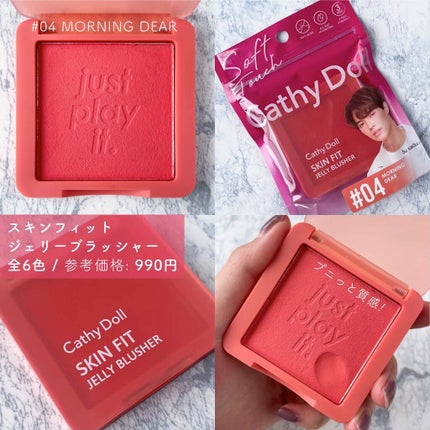 #04 MORNING DEAR
just
play
it.
Soft
Touch
Cathy Doll
Cathy Doll
SKIN FIT
JELLY BLUSHER
#04
MORNING
DEAR
スキンフィット
ジェリーブラッシャー
全6色 / 参考価格: 990円
Cathy Doll
SKIN FIT
JELLY BLUSHER
プニっと質感!
just
play
it.